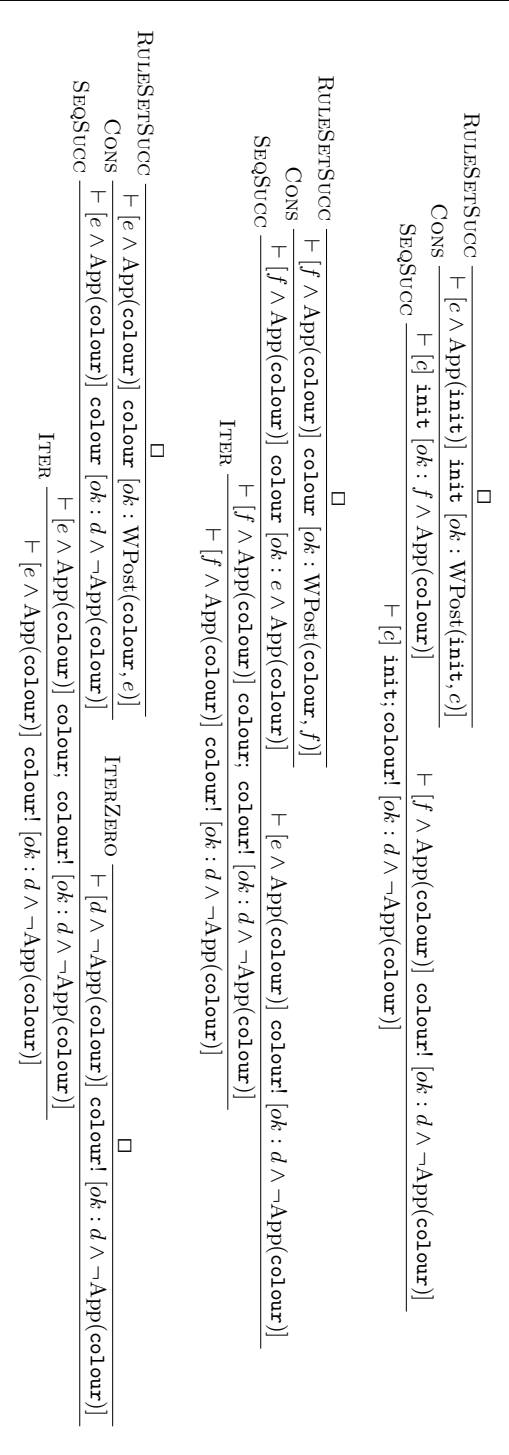 □
RULESETSUCC
⊢ [c ∧ App(init)] init [ok : WPost(init, c)]
CONS
⊢ [c] init [ok : f ∧ App(colour)]
⊢ [f ∧ App(colour)] colour! [ok : d ∧ ¬App(colour)]
SEQSUCC
⊢ [c] init; colour! [ok : d ∧ ¬App(colour)]
□
RULESETSUCC
⊢ [f ∧ App(colour)] colour [ok : WPost(colour, f)]
CONS
⊢ [f ∧ App(colour)] colour [ok : e ∧ App(colour)]
⊢ [e ∧ App(colour)] colour! [ok : d ∧ ¬App(colour)]
SEQSUCC
⊢ [f ∧ App(colour)] colour; colour! [ok : d ∧ ¬App(colour)]
ITER
⊢ [f ∧ App(colour)] colour! [ok : d ∧ ¬App(colour)]
□
RULESETSUCC
⊢ [e ∧ App(colour)] colour [ok : WPost(colour, e)]
CONS
⊢ [e ∧ App(colour)] colour [ok : d ∧ ¬App(colour)]
□
ITERZERO
⊢ [d ∧ ¬App(colour)] colour! [ok : d ∧ ¬App(colour)]
SEQSUCC
⊢ [e ∧ App(colour)] colour; colour! [ok : d ∧ ¬App(colour)]
ITER
⊢ [e ∧ App(colour)] colour! [ok : d ∧ ¬App(colour)]